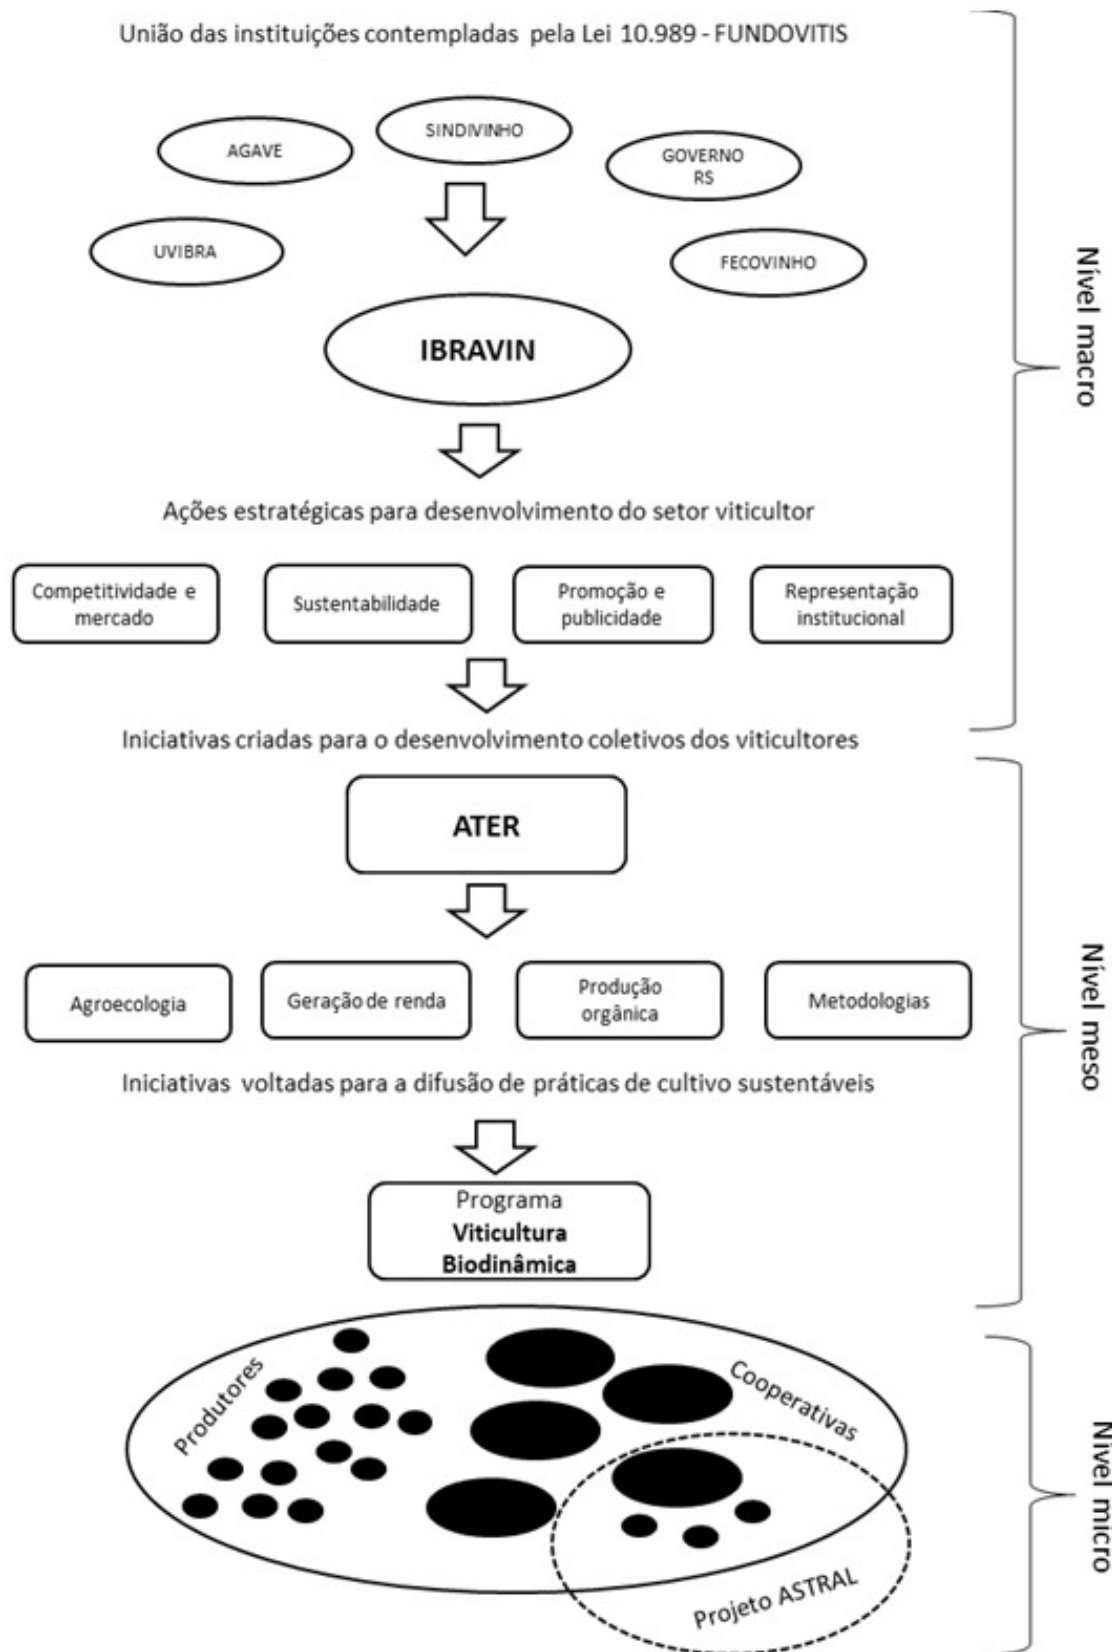 União das instituições contempladas pela Lei 10.989 - FUNDOVITIS
SINDIVINHO
AGAVE
GOVERNO
RS
UVIBRA
FECOVINHO
IBRAVIN
Nível macro
Ações estratégicas para desenvolvimento do setor viticultor
Competitividade e
mercado
Sustentabilidade
Promoção e
publicidade
Representação
institucional
Iniciativas criadas para o desenvolvimento coletivos dos viticultores
ATER
Nível meso
Agroecologia
Geração de renda
Produção
orgânica
Metodologias
Iniciativas voltadas para a difusão de práticas de cultivo sustentáveis
Programa
Viticultura
Biodinâmica
Produtores
Cooperativas
Nível micro
Projeto ASTRAL